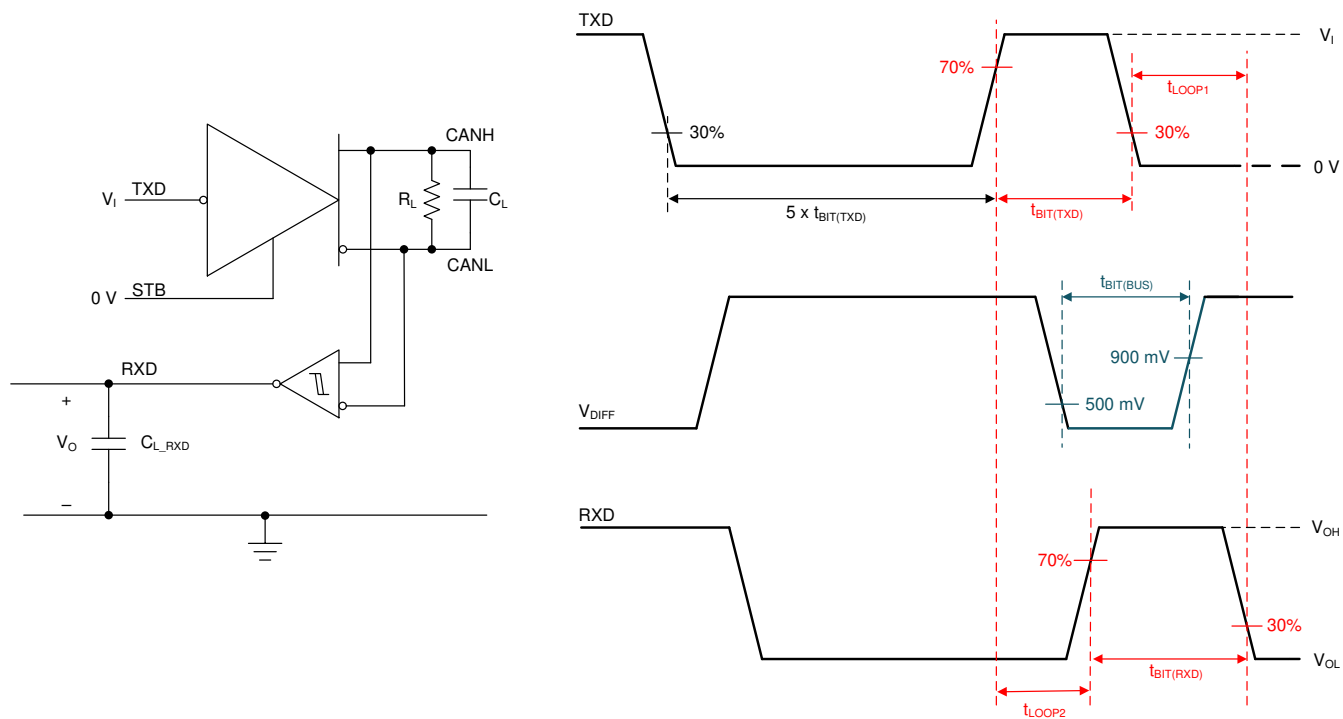 TXD
V_I
70%
t_LOOP1
30%
30%
0 V
5 x t_BIT(TXD)
t_BIT(TXD)
CANH
V_I
TXD
R_L
C_L
CANL
0 V
STB
t_BIT(BUS)
900 mV
500 mV
V_DIFF
RXD
+
V_O
C_L_RXD
–
RXD
V_OH
70%
30%
t_BIT(RXD)
V_OL
t_LOOP2